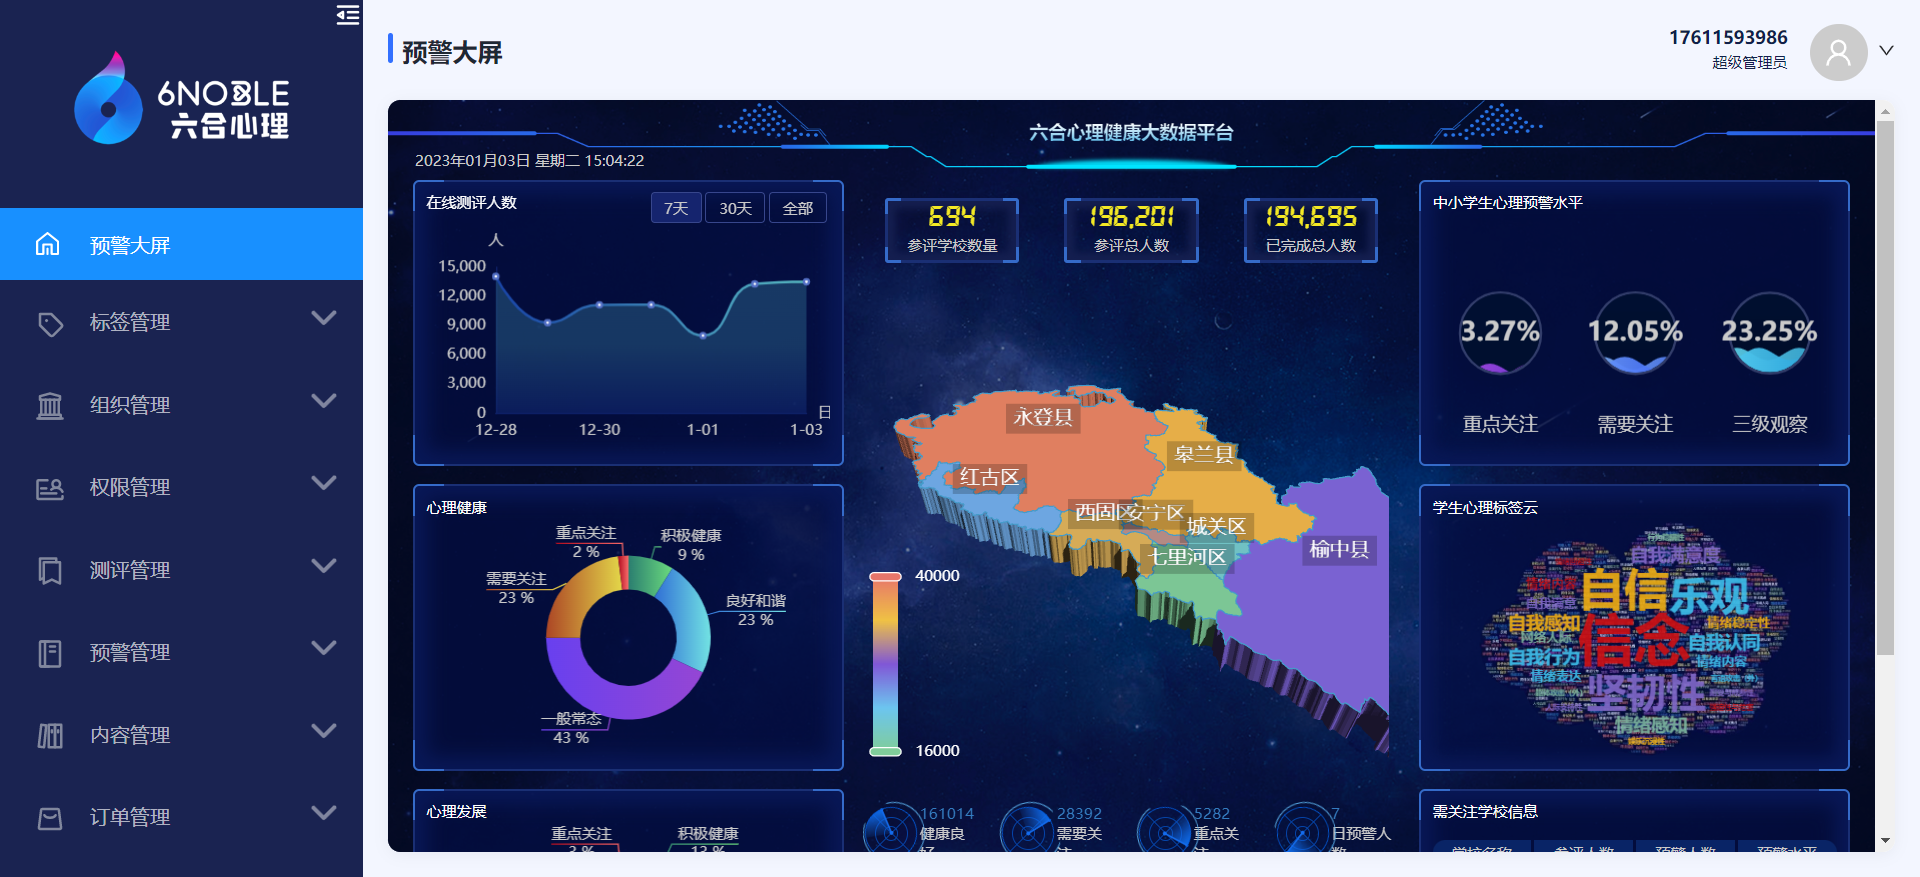 6NOBLE
六合心理
预警大屏
标签管理
组织管理
权限管理
测评管理
预警管理
内容管理
订单管理
预警大屏
17611593986
超级管理员
六合心理健康大数据平台
2023年01月03日 星期二 15:04:22
在线测评人数
7天
30天
全部
人
15,000
12,000
9,000
6,000
3,000
0
日
12-28
12-30
1-01
1-03
心理健康
重点关注
2 %
积极健康
9 %
需要关注
23 %
良好和谐
23 %
一般常态
43 %
心理发展
重点关注
3 %
积极健康
13 %
694
参评学校数量
196,201
参评总人数
194,695
已完成总人数
永登县
皋兰县
红古区
西固区
安宁区
城关区
七里河区
榆中县
40000
16000
161014
健康良
好
28392
需要关
注
5282
重点关
注
7
日预警人
数
中小学生心理预警水平
3.27%
12.05%
23.25%
重点关注
需要关注
三级观察
学生心理标签云
自我满意度
自信
乐观
自我感知
情绪稳定性
信念
网络人际
自我认同
自我行为
情绪内容
情绪表达
坚韧性
情绪感知
需关注学校信息
学校名称
参评人数
预警人数
预警水平